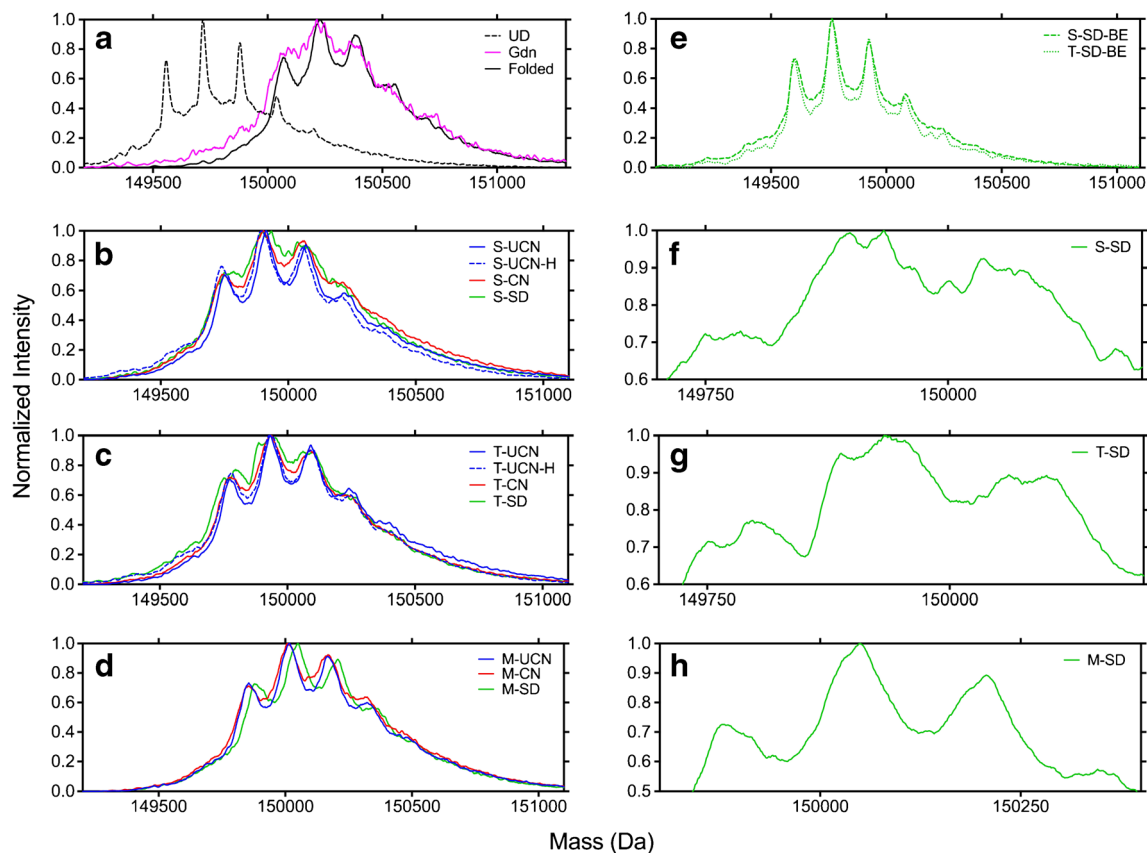 a
UD
Gdn
Folded
1.0
0.8
0.6
0.4
0.2
0.0
149500
150000
150500
151000
e
S-SD-BE
T-SD-BE
1.0
0.8
0.6
0.4
0.2
0.0
149500
150000
150500
151000
b
S-UCN
S-UCN-H
S-CN
S-SD
1.0
0.8
0.6
0.4
0.2
0.0
149500
150000
150500
151000
f
S-SD
1.0
0.9
0.8
0.7
0.6
149750
150000
Normalized Intensity
c
T-UCN
T-UCN-H
T-CN
T-SD
1.0
0.8
0.6
0.4
0.2
0.0
149500
150000
150500
151000
g
T-SD
1.0
0.9
0.8
0.7
0.6
149750
150000
d
M-UCN
M-CN
M-SD
1.0
0.8
0.6
0.4
0.2
0.0
149500
150000
150500
151000
h
M-SD
1.0
0.9
0.8
0.7
0.6
0.5
150000
150250
Mass (Da)